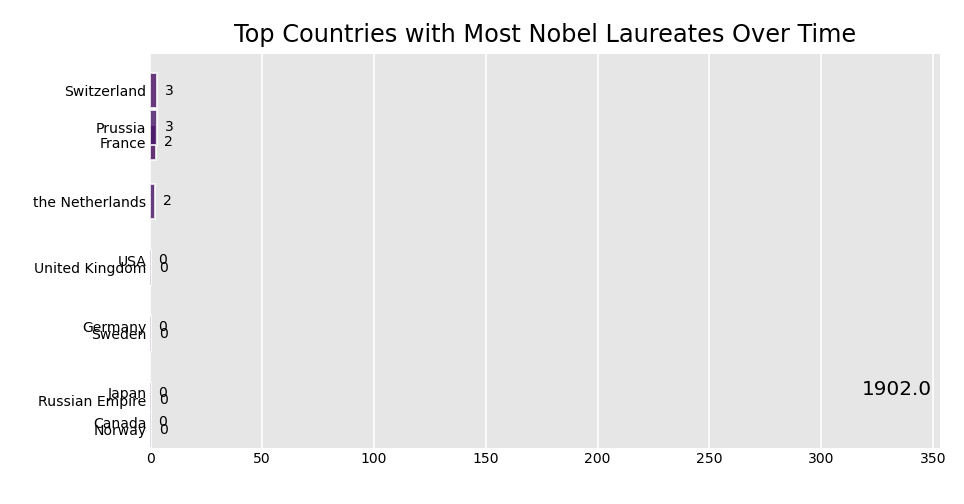 Top Countries with Most Nobel Laureates Over Time
Switzerland 3
Prussia 3
France 2
the Netherlands 2
USA 0
United Kingdom 0
Germany 0
Sweden 0
Japan 0
1902.0
Russian Empire 0
Canada 0
Norway 0
0 50 100 150 200 250 300 350